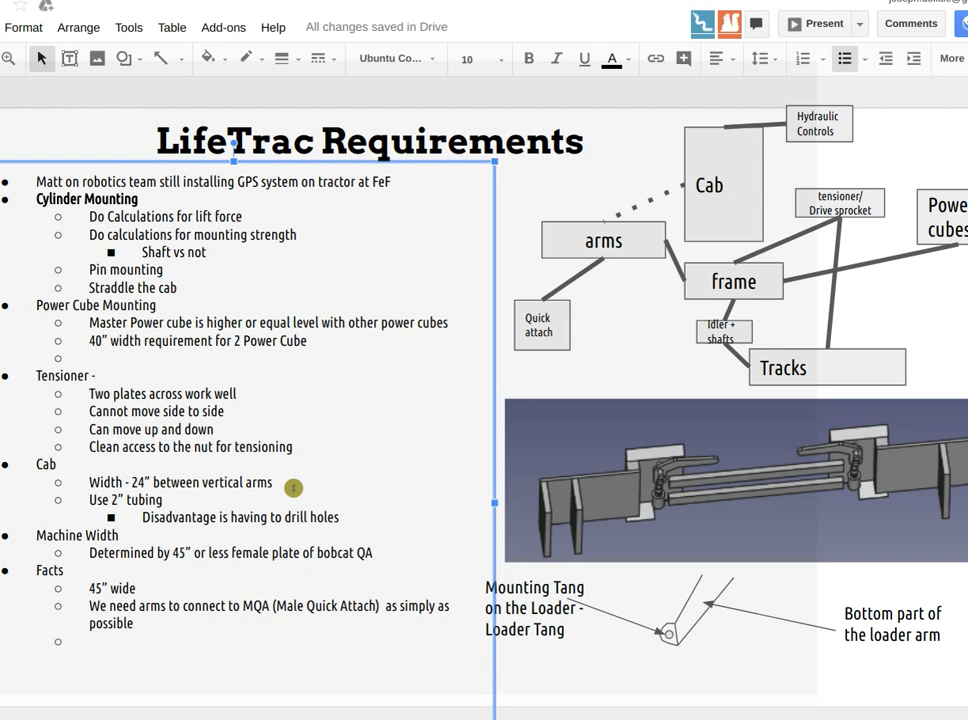 Format Arrange Tools Table Add-ons Help All changes saved in Drive
Present Comments
Ubuntu Co... 10 B I U A More
LifeTrac Requirements
Matt on robotics team still installing GPS system on tractor at FeF
Cylinder Mounting
Do Calculations for lift force
Do calculations for mounting strength
Shaft vs not
Pin mounting
Straddle the cab
Power Cube Mounting
Master Power cube is higher or equal level with other power cubes
40” width requirement for 2 Power Cube
Tensioner -
Two plates across work well
Cannot move side to side
Can move up and down
Clean access to the nut for tensioning
Cab
Width - 24” between vertical arms
Use 2” tubing
Disadvantage is having to drill holes
Machine Width
Determined by 45” or less female plate of bobcat QA
Facts
45” wide
We need arms to connect to MQA (Male Quick Attach) as simply as
possible
Hydraulic
Controls
Cab
tensioner/
Drive sprocket
Powe
cubes
arms
frame
Quick
attach
Idler +
shafts
Tracks
Mounting Tang
on the Loader -
Loader Tang
Bottom part of
the loader arm